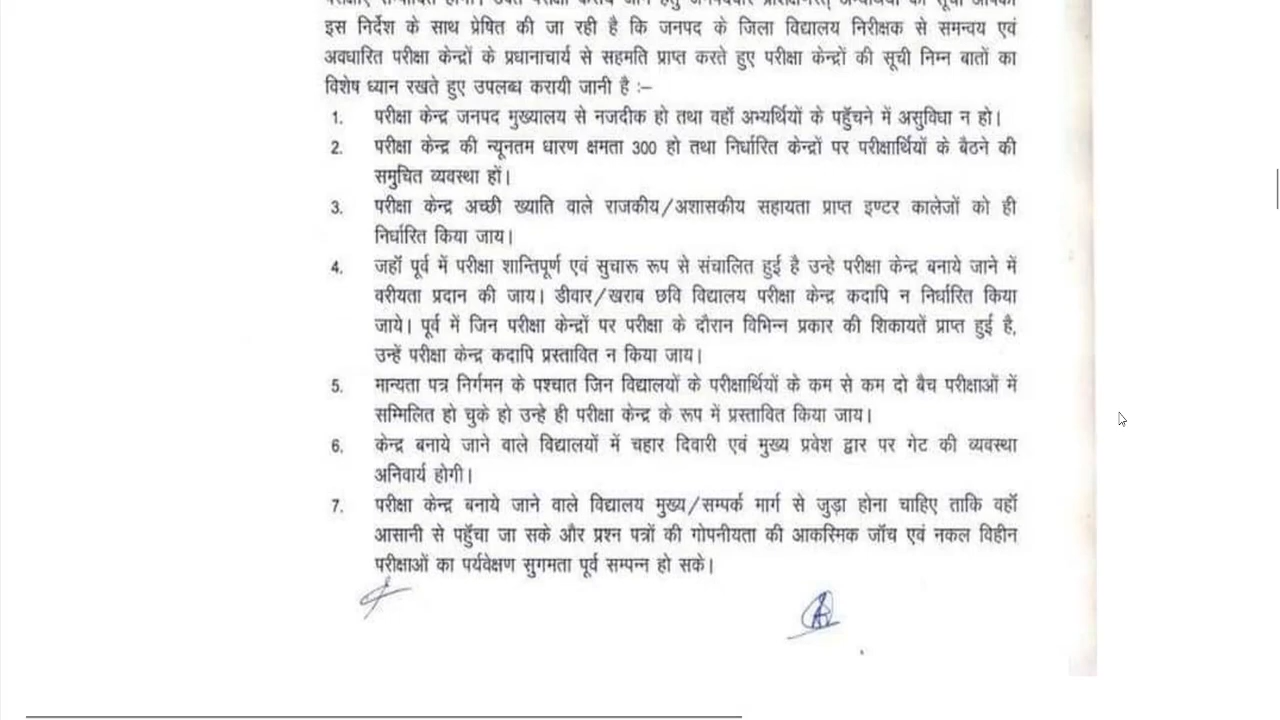 इस निर्देश के साथ प्रेषित की जा रही है कि जनपद के जिला विद्यालय निरीक्षक से समन्वय एवं
अवधारित परीक्षा केन्द्रों के प्रधानाचार्य से सहमति प्राप्त करते हुए परीक्षा केन्द्रों की सूची निम्न बातों का
विशेष ध्यान रखते हुए उपलब्ध करायी जानी है :–
1. परीक्षा केन्द्र जनपद मुख्यालय से नजदीक हो तथा वहॉ अभ्यर्थियों के पहुॅचने में असुविधा न हो।
2. परीक्षा केन्द्र की न्यूनतम धारण क्षमता 300 हो तथा निर्धारित केन्द्रों पर परीक्षार्थियों के बैठने की
समुचित व्यवस्था हों।
3. परीक्षा केन्द्र अच्छी ख्याति वाले राजकीय/अशासकीय सहायता प्राप्त इण्टर कालेजों को ही
निर्धारित किया जाय।
4. जहॉ पूर्व में परीक्षा शान्तिपूर्ण एवं सुचारू रूप से संचालित हुई है उन्हे परीक्षा केन्द्र बनाये जाने में
वरीयता प्रदान की जाय। डीवार/खराब छवि विद्यालय परीक्षा केन्द्र कदापि न निर्धारित किया
जाये। पूर्व में जिन परीक्षा केन्द्रों पर परीक्षा के दौरान विभिन्न प्रकार की शिकायतें प्राप्त हुई है,
उन्हें परीक्षा केन्द्र कदापि प्रस्तावित न किया जाय।
5. मान्यता पत्र निर्गमन के पश्चात जिन विद्यालयों के परीक्षार्थियों के कम से कम दो बैच परीक्षाओं में
सम्मिलित हो चुके हो उन्हे ही परीक्षा केन्द्र के रूप में प्रस्तावित किया जाय।
6. केन्द्र बनाये जाने वाले विद्यालयों में चहार दिवारी एवं मुख्य प्रवेश द्वार पर गेट की व्यवस्था
अनिवार्य होगी।
7. परीक्षा केन्द्र बनाये जाने वाले विद्यालय मुख्य/सम्पर्क मार्ग से जुड़ा होना चाहिए ताकि वहॉ
आसानी से पहुॅचा जा सके और प्रश्न पत्रों की गोपनीयता की आकस्मिक जॉच एवं नकल विहीन
परीक्षाओं का पर्यवेक्षण सुगमता पूर्व सम्पन्न हो सके।